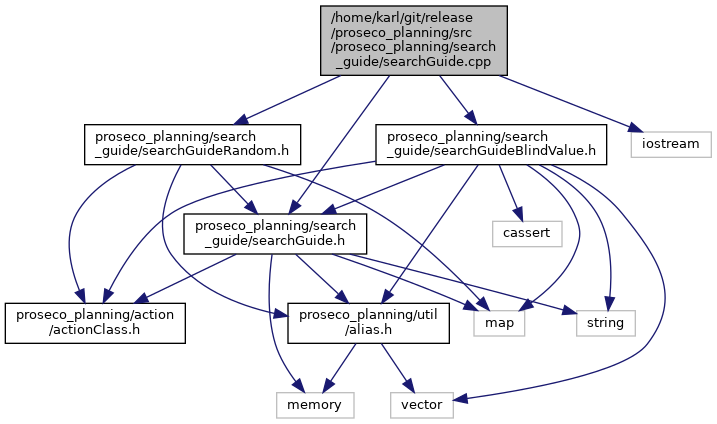 /home/karl/git/release
/proseco_planning/src
/proseco_planning/search
_guide/searchGuide.cpp
proseco_planning/search
_guide/searchGuideRandom.h
proseco_planning/search
_guide/searchGuideBlindValue.h
iostream
proseco_planning/search
_guide/searchGuide.h
cassert
proseco_planning/action
/actionClass.h
proseco_planning/util
/alias.h
map
string
memory
vector